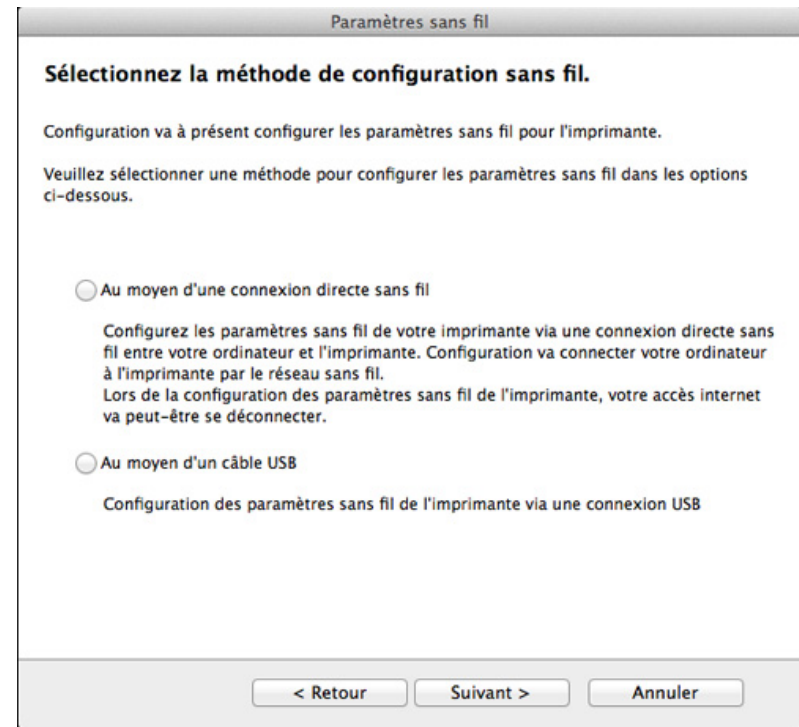 Paramètres sans fil
Sélectionnez la méthode de configuration sans fil.
Configuration va à présent configurer les paramètres sans fil pour l'imprimante.
Veuillez sélectionner une méthode pour configurer les paramètres sans fil dans les options
ci-dessous.
Au moyen d'une connexion directe sans fil
Configurez les paramètres sans fil de votre imprimante via une connexion directe sans
fil entre votre ordinateur et l'imprimante. Configuration va connecter votre ordinateur
à l'imprimante par le réseau sans fil.
Lors de la configuration des paramètres sans fil de l'imprimante, votre accès internet
va peut-être se déconnecter.
Au moyen d'un câble USB
Configuration des paramètres sans fil de l'imprimante via une connexion USB
< Retour
Suivant >
Annuler